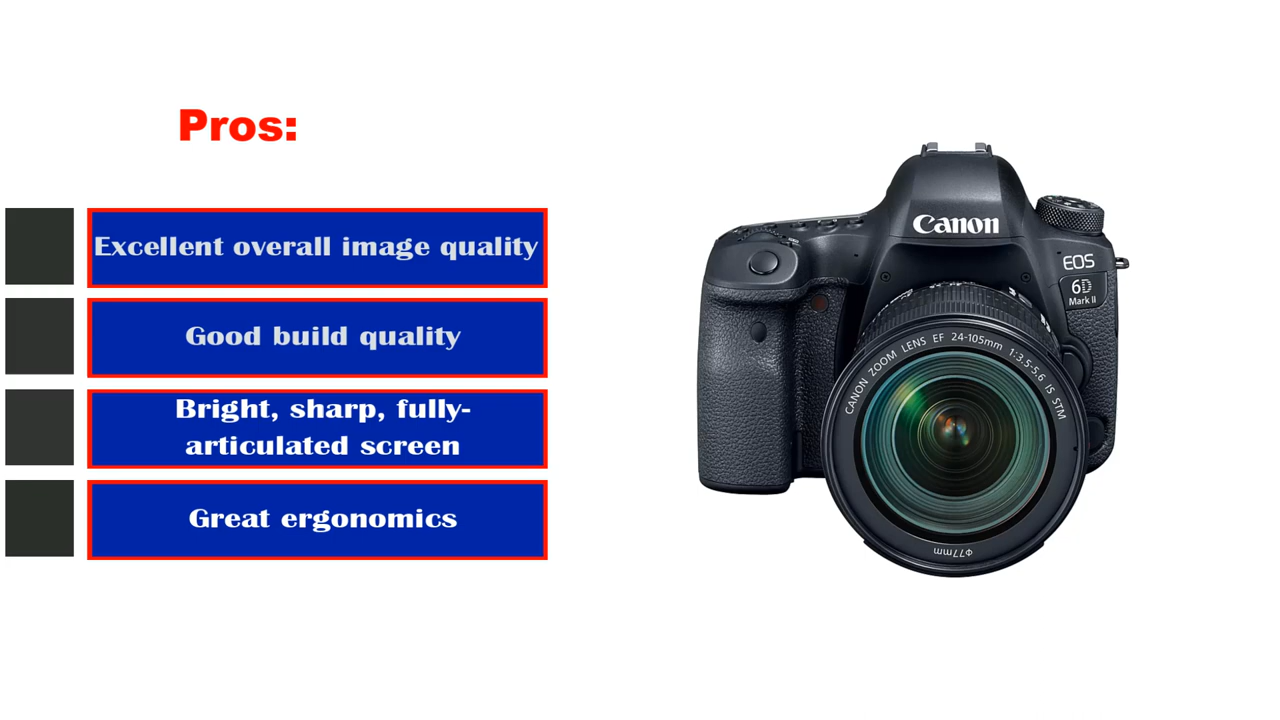 Pros:
Excellent overall image quality
Good build quality
Bright, sharp, fully-
articulated screen
Great ergonomics
Canon
EOS
6D
Mark II
CANON ZOOM LENS EF 24-105mm 1:3.5-5.6 IS STM
Φ77mm